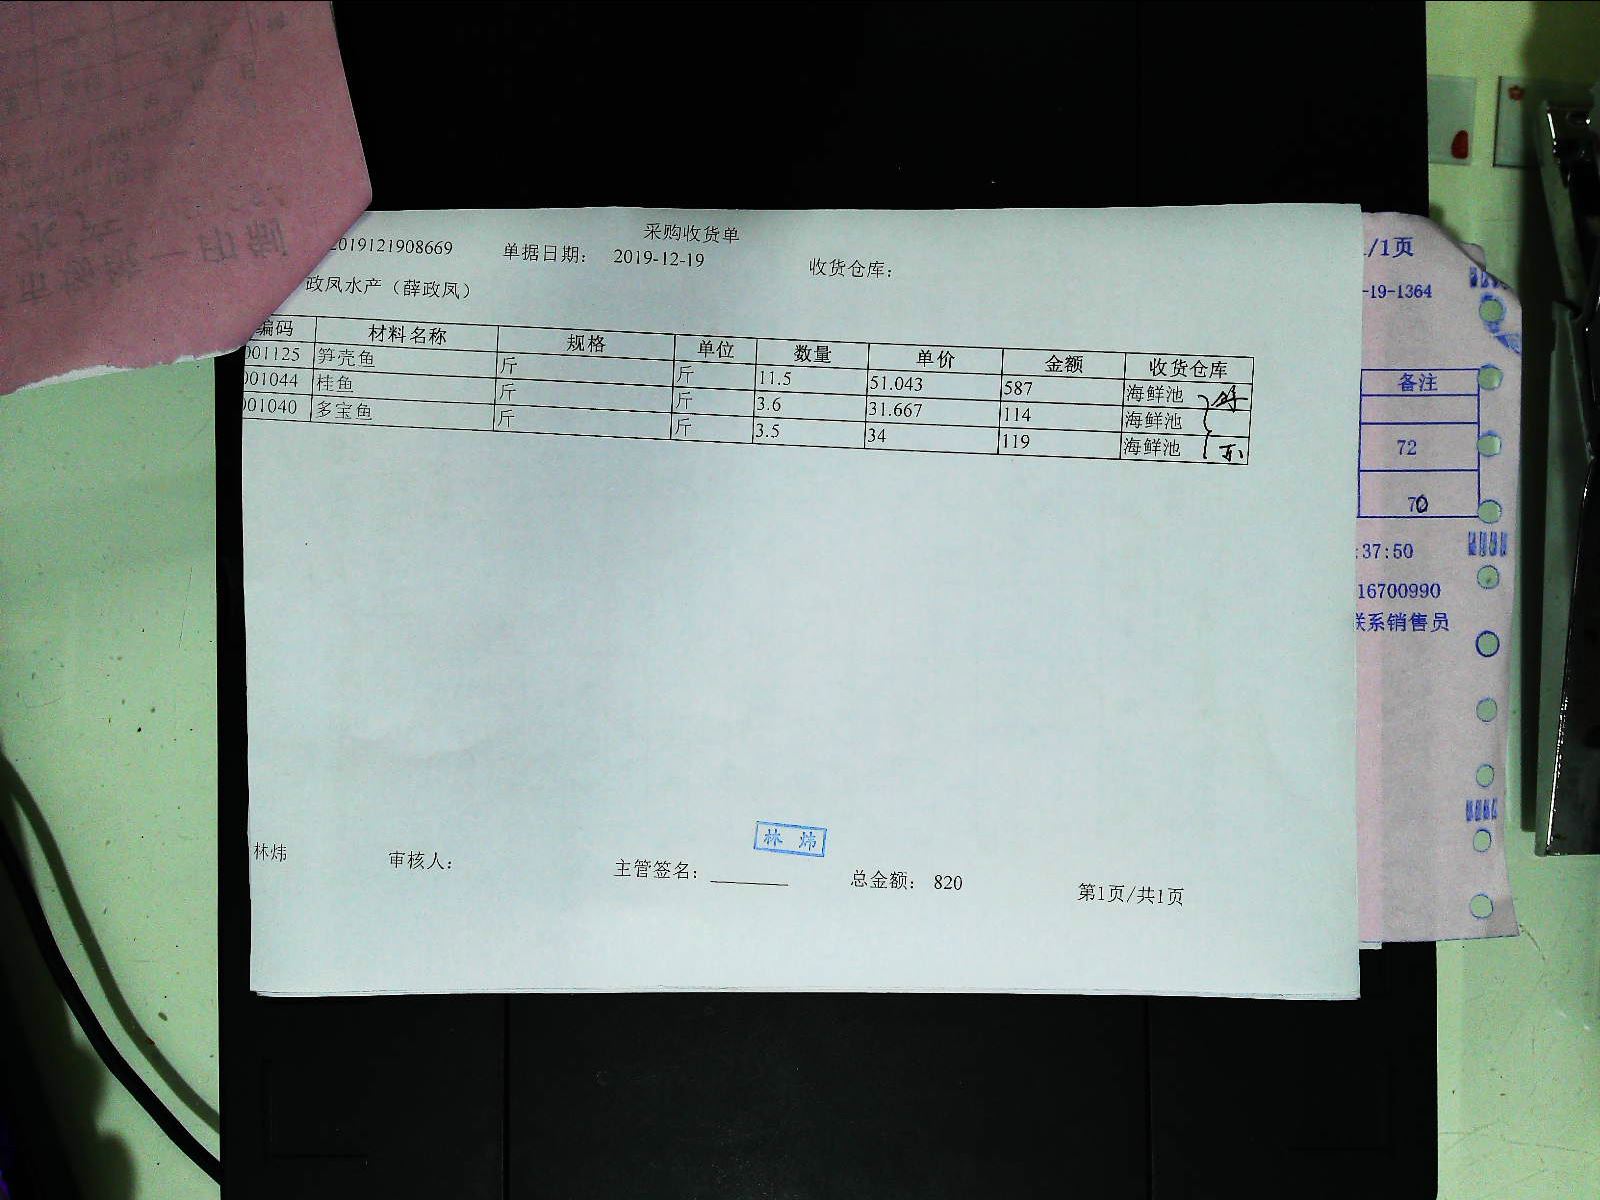 采购收货单
2019121908669 单据日期： 2019-12-19 收货仓库：
政凤水产（薛政凤）
编码 材料名称 规格 单位 数量 单价 金额 收货仓库
001125 笋壳鱼 斤 斤 11.5 51.043 587 海鲜池
001044 桂鱼 斤 斤 3.6 31.667 114 海鲜池
001040 多宝鱼 斤 斤 3.5 34 119 海鲜池
林炜
林炜 审核人： 主管签名： 总金额： 820 第1页/共1页
/1页
-19-1364
备注
72
70
:37:50
16700990
联系销售员